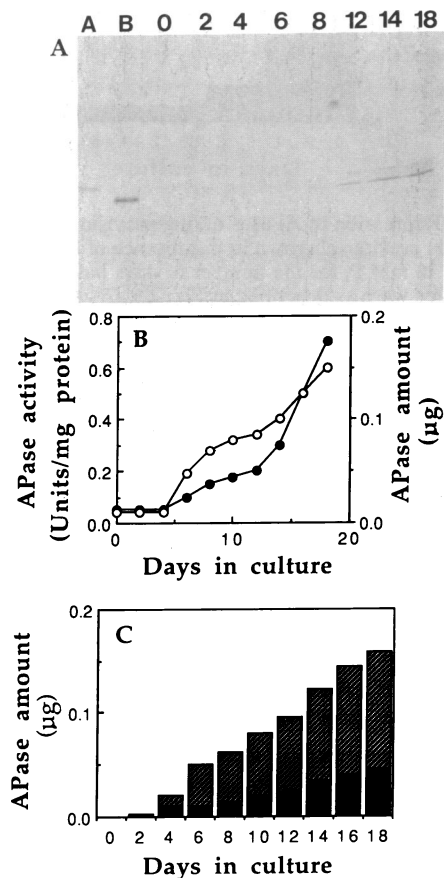 A B 0 2 4 6 8 12 14 18
A
0.8 0.2
B
APase activity
(Units/mg protein)
0.6
0.4 0.1
0.2
0.0 0.0
APase amount
(µg)
0 10 20
Days in culture
0.2
C
APase amount
(µg)
0.1
0.0
0 2 4 6 8 10 12 14 16 18
Days in culture